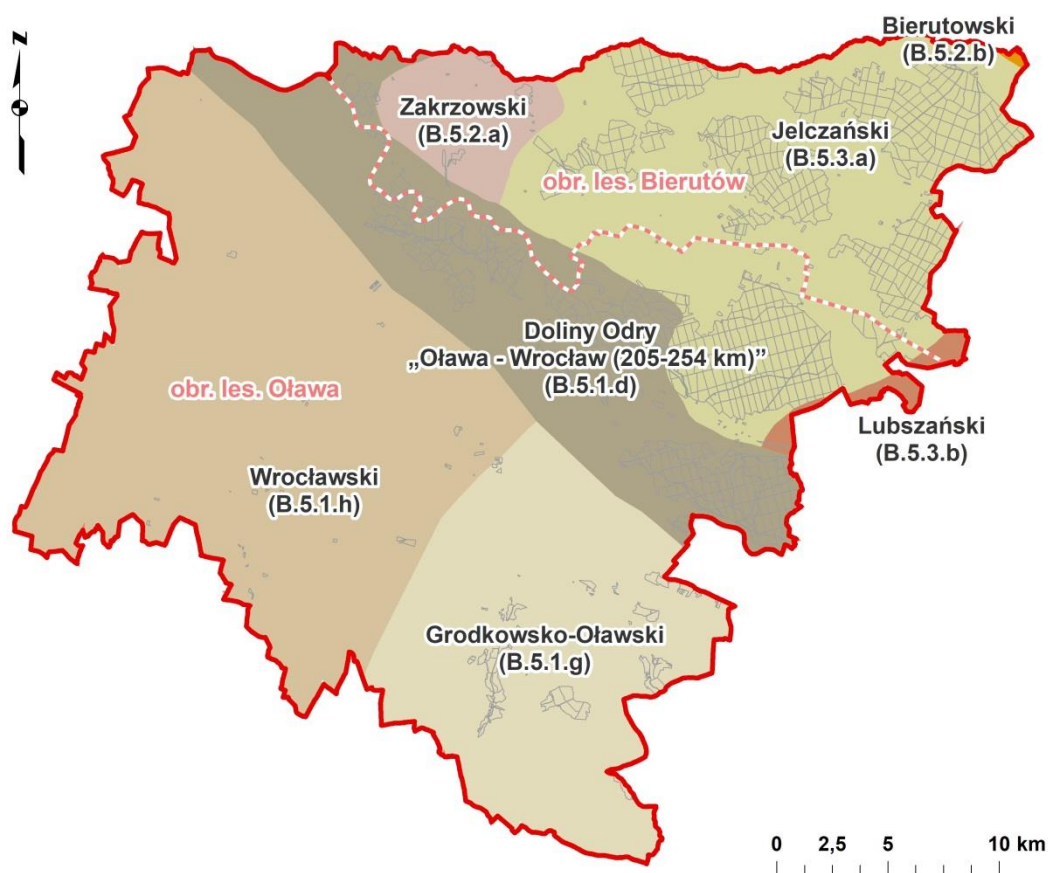 Bierutowski
(B.5.2.b)
z
Zakrzowski
(B.5.2.a)
Jelczański
(B.5.3.a)
obr. les. Bierutów
Doliny Odry
„Oława - Wrocław (205-254 km)”
(B.5.1.d)
obr. les. Oława
Lubszański
(B.5.3.b)
Wrocławski
(B.5.1.h)
Grodkowsko-Oławski
(B.5.1.g)
0 2,5 5 10 km